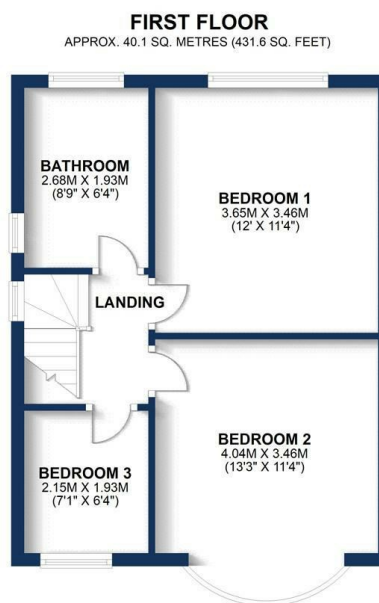 FIRST FLOOR
APPROX. 40.1 SQ. METRES (431.6 SQ. FEET)
BATHROOM
2.68M X 1.93M
(8'9" X 6'4")
BEDROOM 1
3.65M X 3.46M
(12' X 11'4")
LANDING
BEDROOM 2
4.04M X 3.46M
(13'3" X 11'4")
BEDROOM 3
2.15M X 1.93M
(7'1" X 6'4")